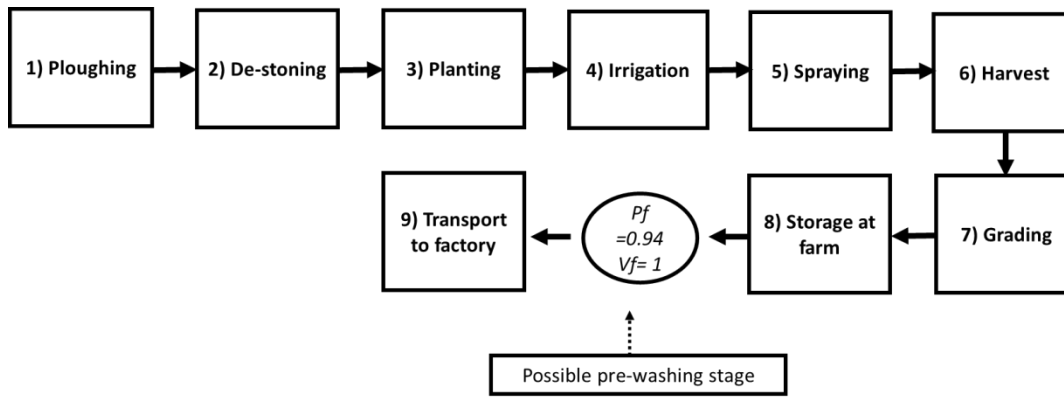 1) Ploughing
2) De-stoning
3) Planting
4) Irrigation
5) Spraying
6) Harvest
7) Grading
8) Storage at
farm
Pf
=0.94
Vf= 1
9) Transport
to factory
Possible pre-washing stage